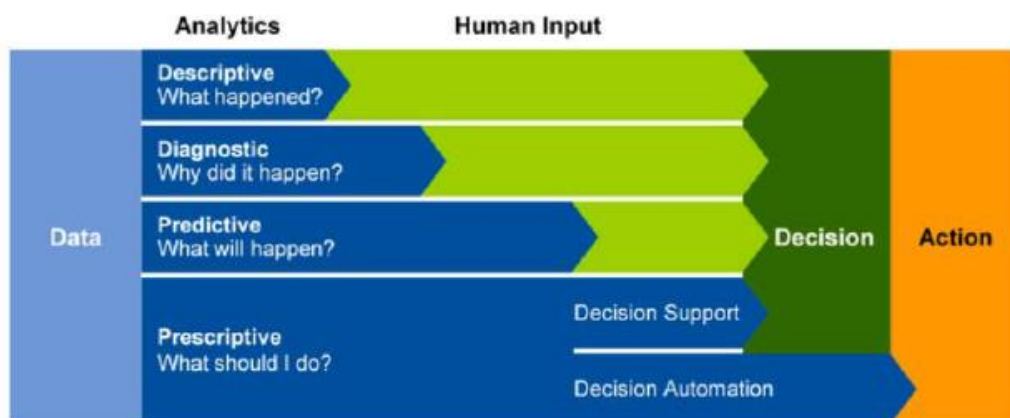 Analytics
Human Input
Descriptive
What happened?
Diagnostic
Why did it happen?
Data
Predictive
What will happen?
Decision
Action
Prescriptive
What should I do?
Decision Support
Decision Automation